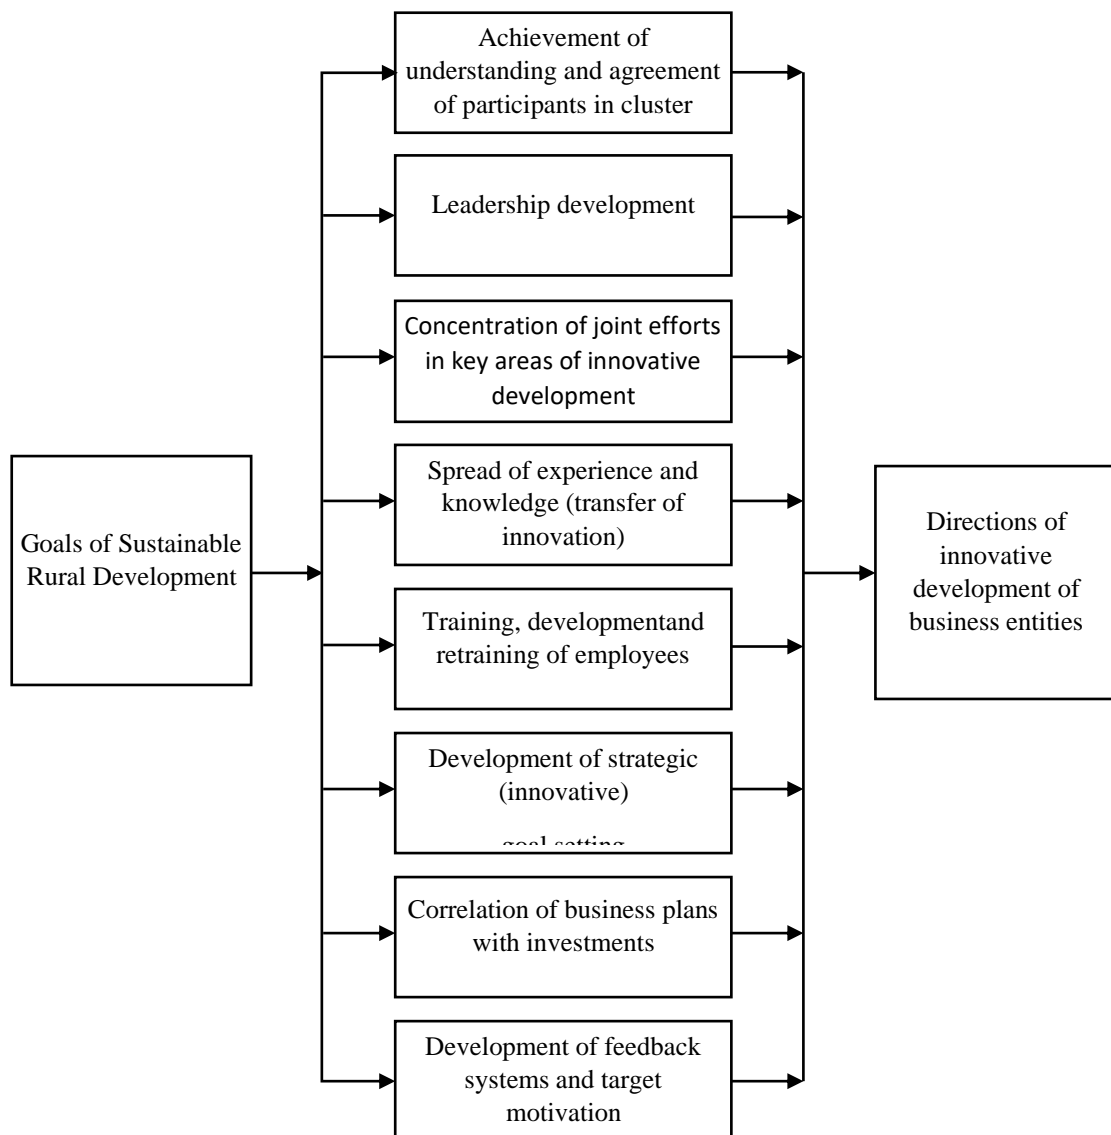 Achievement of
understanding and agreement
of participants in cluster
Leadership development
Concentration of joint efforts
in key areas of innovative
development
Spread of experience and
knowledge (transfer of
innovation)
Goals of Sustainable
Rural Development
Directions of
innovative
development of
business entities
Training, developmentand
retraining of employees
Development of strategic
(innovative)
goal setting
Correlation of business plans
with investments
Development of feedback
systems and target
motivation